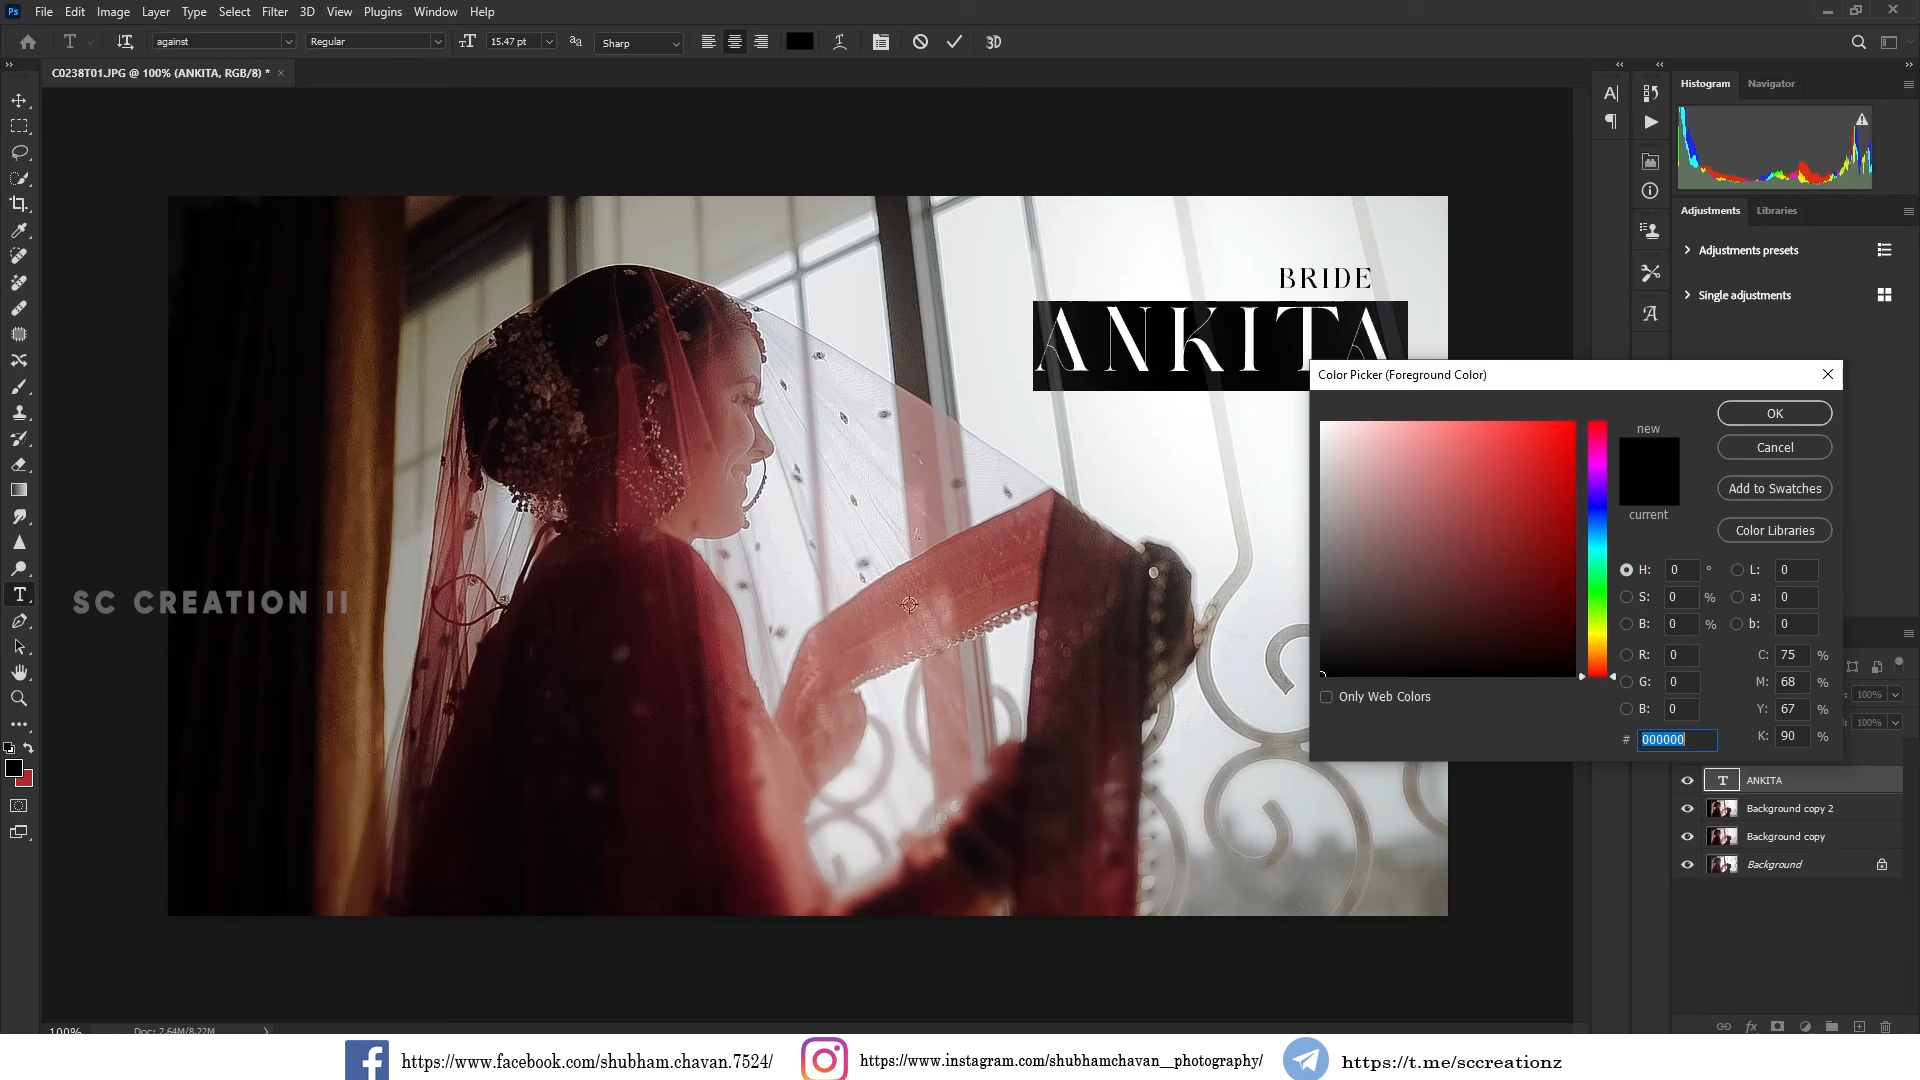 Ps File Edit Image Layer Type Select Filter 3D View Plugins Window Help
against Regular 15.47 pt Sharp 3D
C0238T01.JPG @ 100% (ANKITA, RGB/8) * ×
Histogram Navigator
Adjustments Libraries
Adjustments presets
Single adjustments
BRIDE
ANKITA
SC CREATION II
Color Picker (Foreground Color)
OK
new
Cancel
Add to Swatches
current
Color Libraries
H: 0 ° L: 0
S: 0 % a: 0
B: 0 % b: 0
R: 0 C: 75 %
G: 0 M: 68 %
B: 0 Y: 67 %
# 000000 K: 90 %
Only Web Colors
100%
100%
ANKITA
Background copy 2
Background copy
Background
100% Doc: 2.64M/8.22M
https://www.facebook.com/shubham.chavan.7524/ https://www.instagram.com/shubhamchavan__photography/ https://t.me/sccreationz